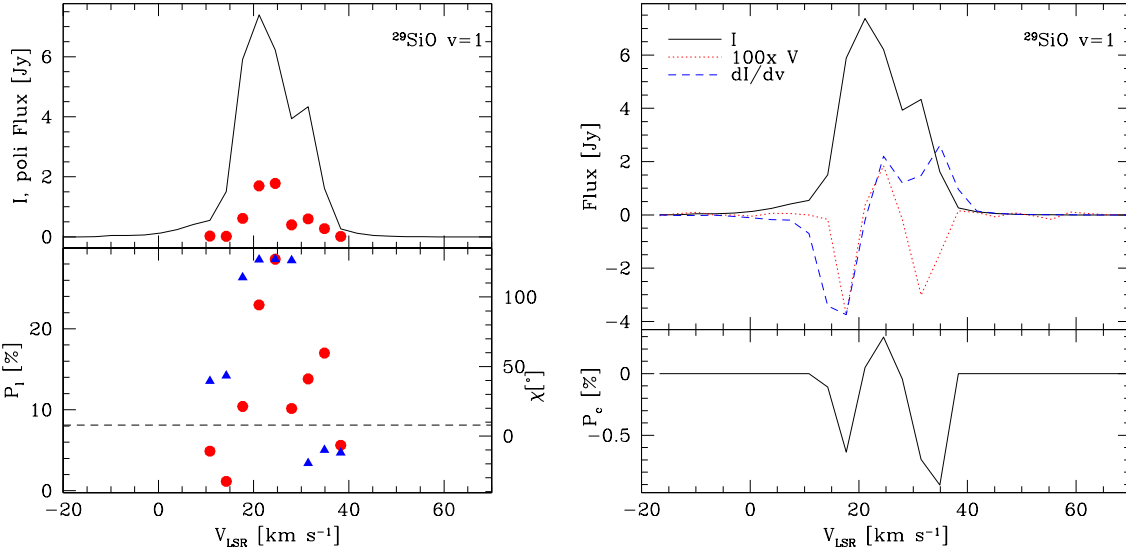 ²⁹SiO v=1
I, poli Flux [Jy]
6
4
2
0
P₁ [%]
20
10
0
100
50
0
χ[°]
-20 0 20 40 60
V_LSR [km s⁻¹]
I
100x V
dI/dv
²⁹SiO v=1
Flux [Jy]
6
4
2
0
−2
−4
P_c [%]
0
−0.5
−20 0 20 40 60
V_LSR [km s⁻¹]